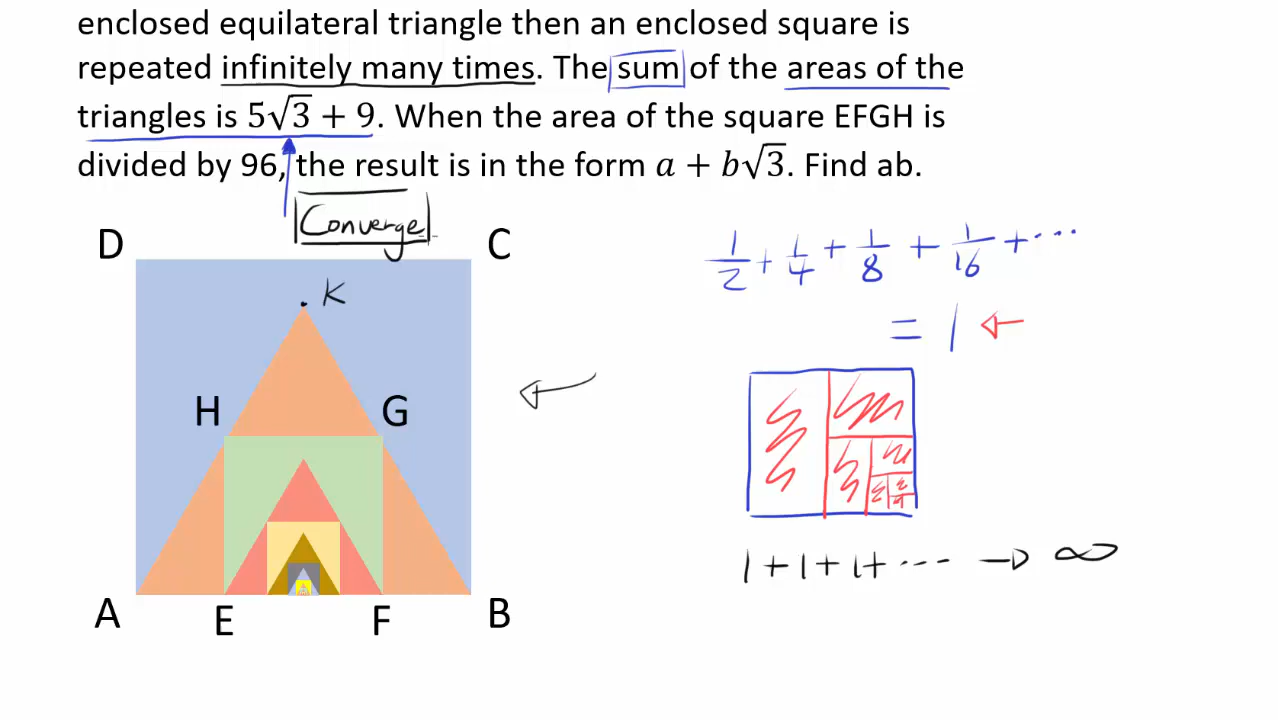 enclosed equilateral triangle then an enclosed square is
repeated infinitely many times. The sum of the areas of the
triangles is 5√3 + 9. When the area of the square EFGH is
divided by 96, the result is in the form a + b√3. Find ab.
Converge
D
C
K
1/2 + 1/4 + 1/8 + 1/16 + ...
= 1
H
G
1 + 1 + 1 + ... → ∞
A
E
F
B